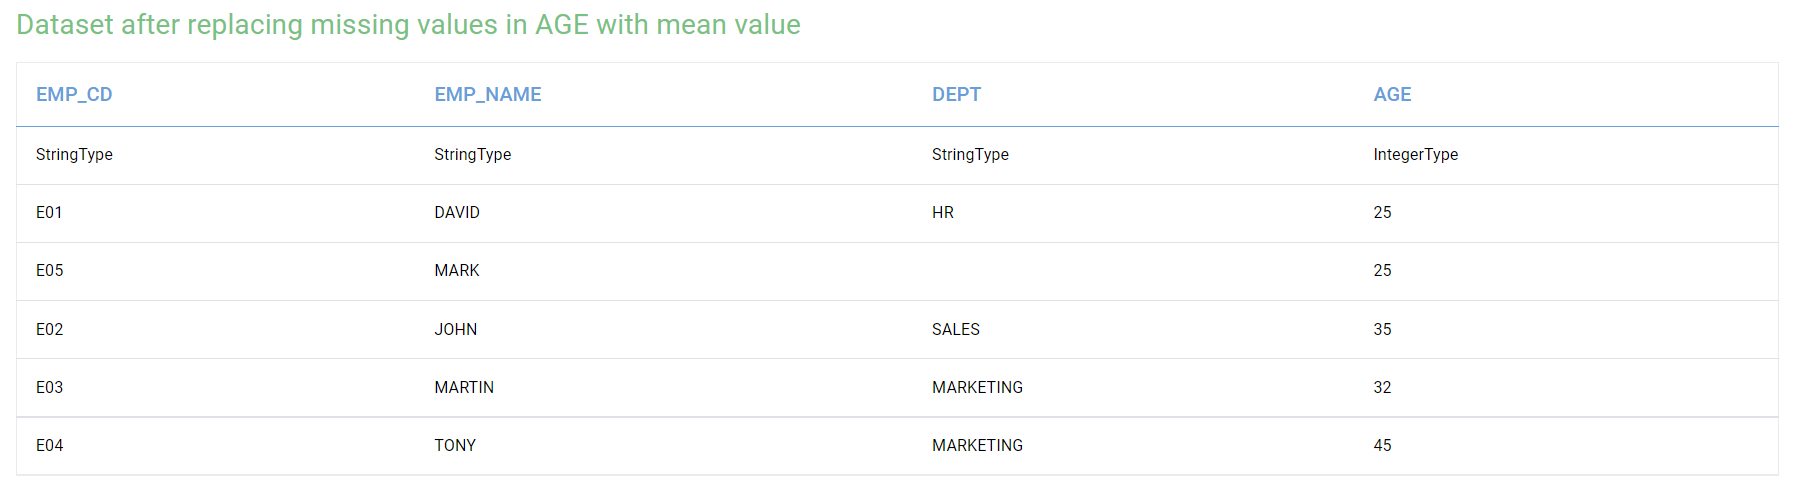 Dataset after replacing missing values in AGE with mean value
EMP_CD EMP_NAME DEPT AGE
StringType StringType StringType IntegerType
E01 DAVID HR 25
E05 MARK 25
E02 JOHN SALES 35
E03 MARTIN MARKETING 32
E04 TONY MARKETING 45